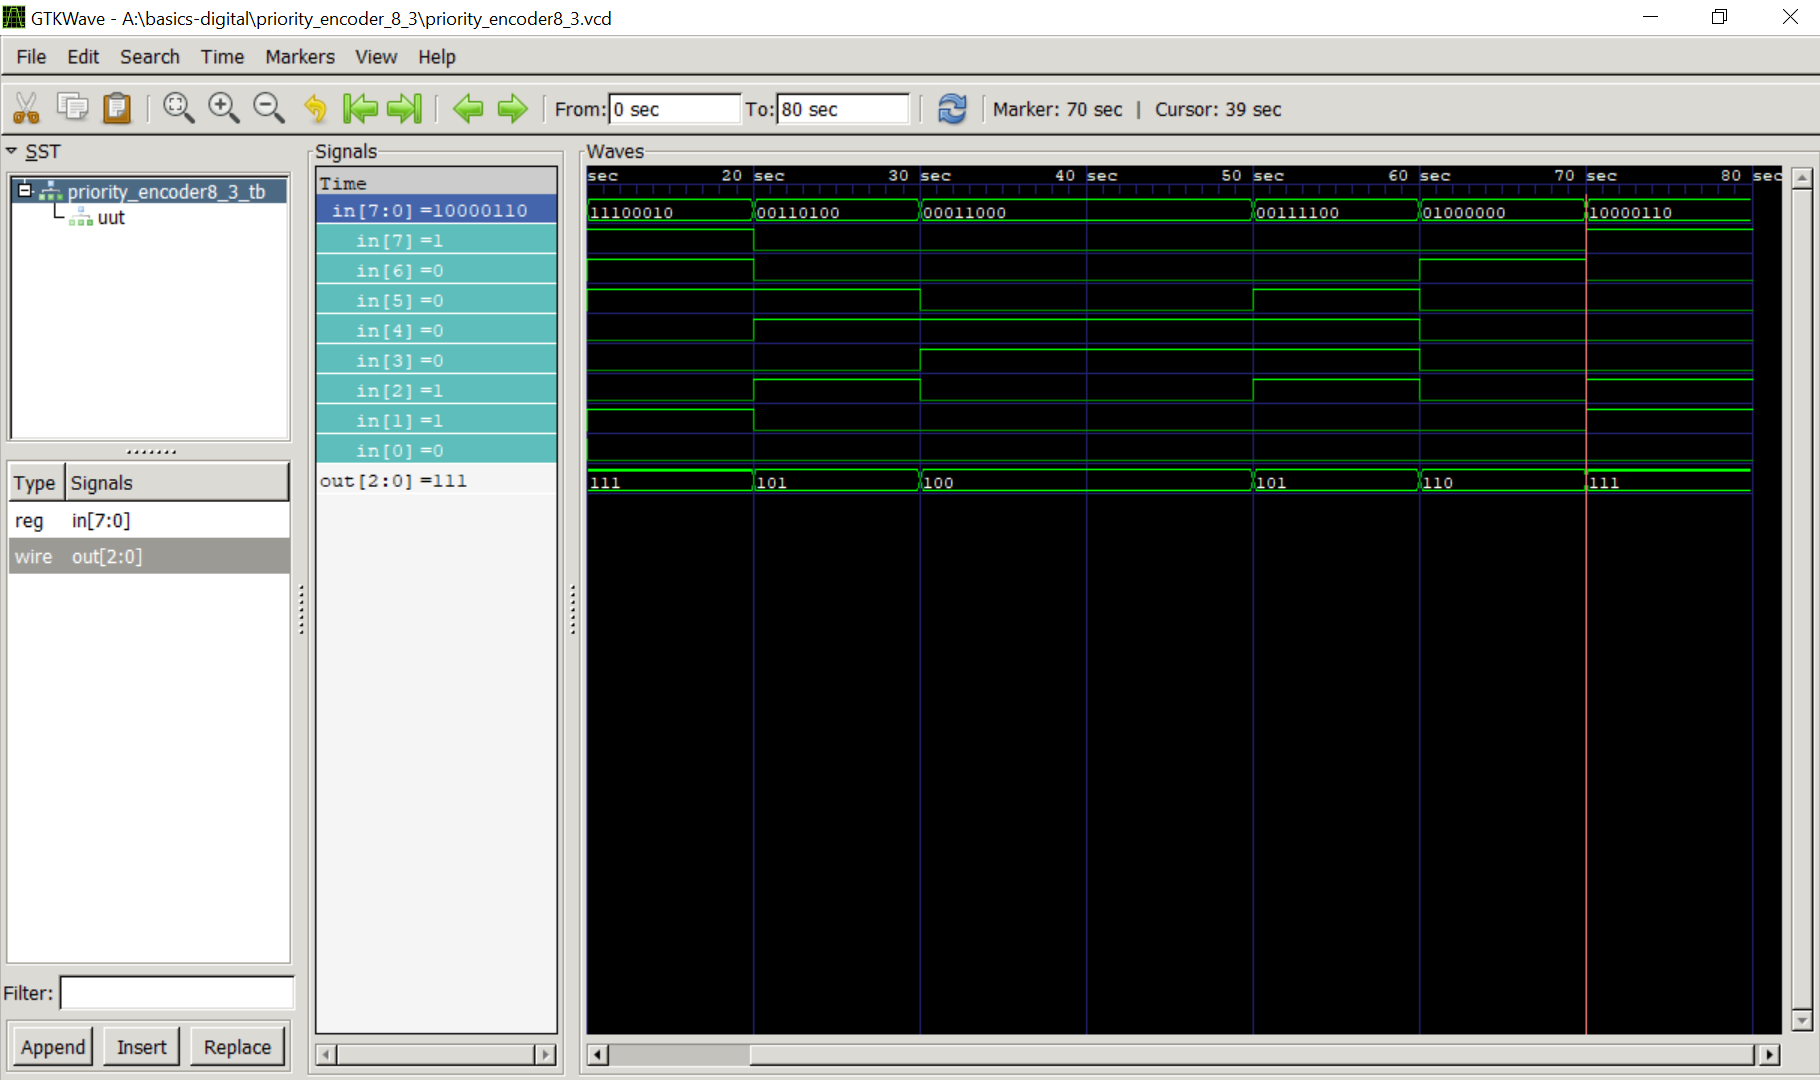 GTKWave - A:\basics-digital\priority_encoder_8_3\priority_encoder8_3.vcd
File Edit Search Time Markers View Help
From: 0 sec To: 80 sec Marker: 70 sec | Cursor: 39 sec
SST
priority_encoder8_3_tb
uut
Type Signals
reg in[7:0]
wire out[2:0]
Filter:
Append Insert Replace
Signals
Time
in[7:0] =10000110
in[7] =1
in[6] =0
in[5] =0
in[4] =0
in[3] =0
in[2] =1
in[1] =1
in[0] =0
out[2:0] =111
Waves
sec 20 sec 30 sec 40 sec 50 sec 60 sec 70 sec 80 sec
11100010 00110100 00011000 00111100 01000000 10000110
111 101 100 101 110 111